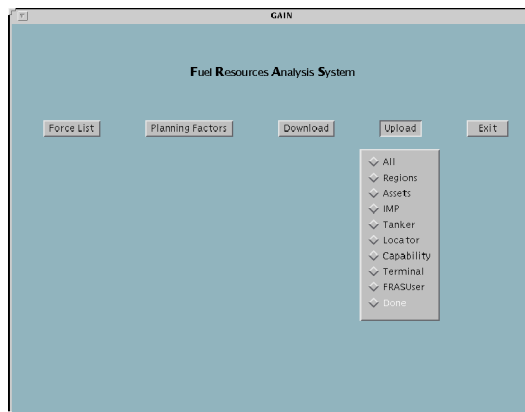 GAIN
Fuel Resources Analysis System
Force List Planning Factors Download Upload Exit
All
Regions
Assets
IMP
Tanker
Locator
Capability
Terminal
FRASUser
Done